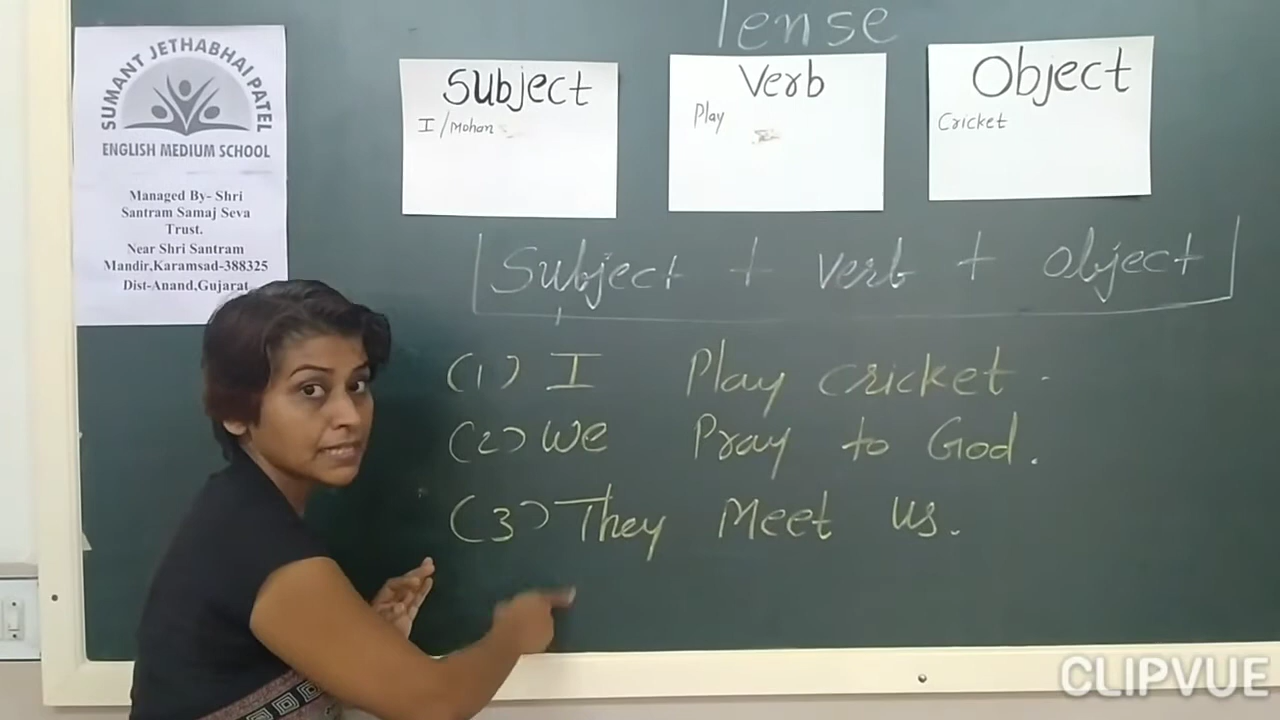 Tense
SUMANT JETHABHAI PATEL
ENGLISH MEDIUM SCHOOL
Managed By- Shri
Santram Samaj Seva
Trust.
Near Shri Santram
Mandir,Karamsad-388325
Dist-Anand,Gujarat
Subject
I/Mohan
Verb
Play
Object
Cricket
Subject + Verb + Object
(1) I Play cricket.
(2) We Pray to God.
(3) They Meet us.
CLIPVUE